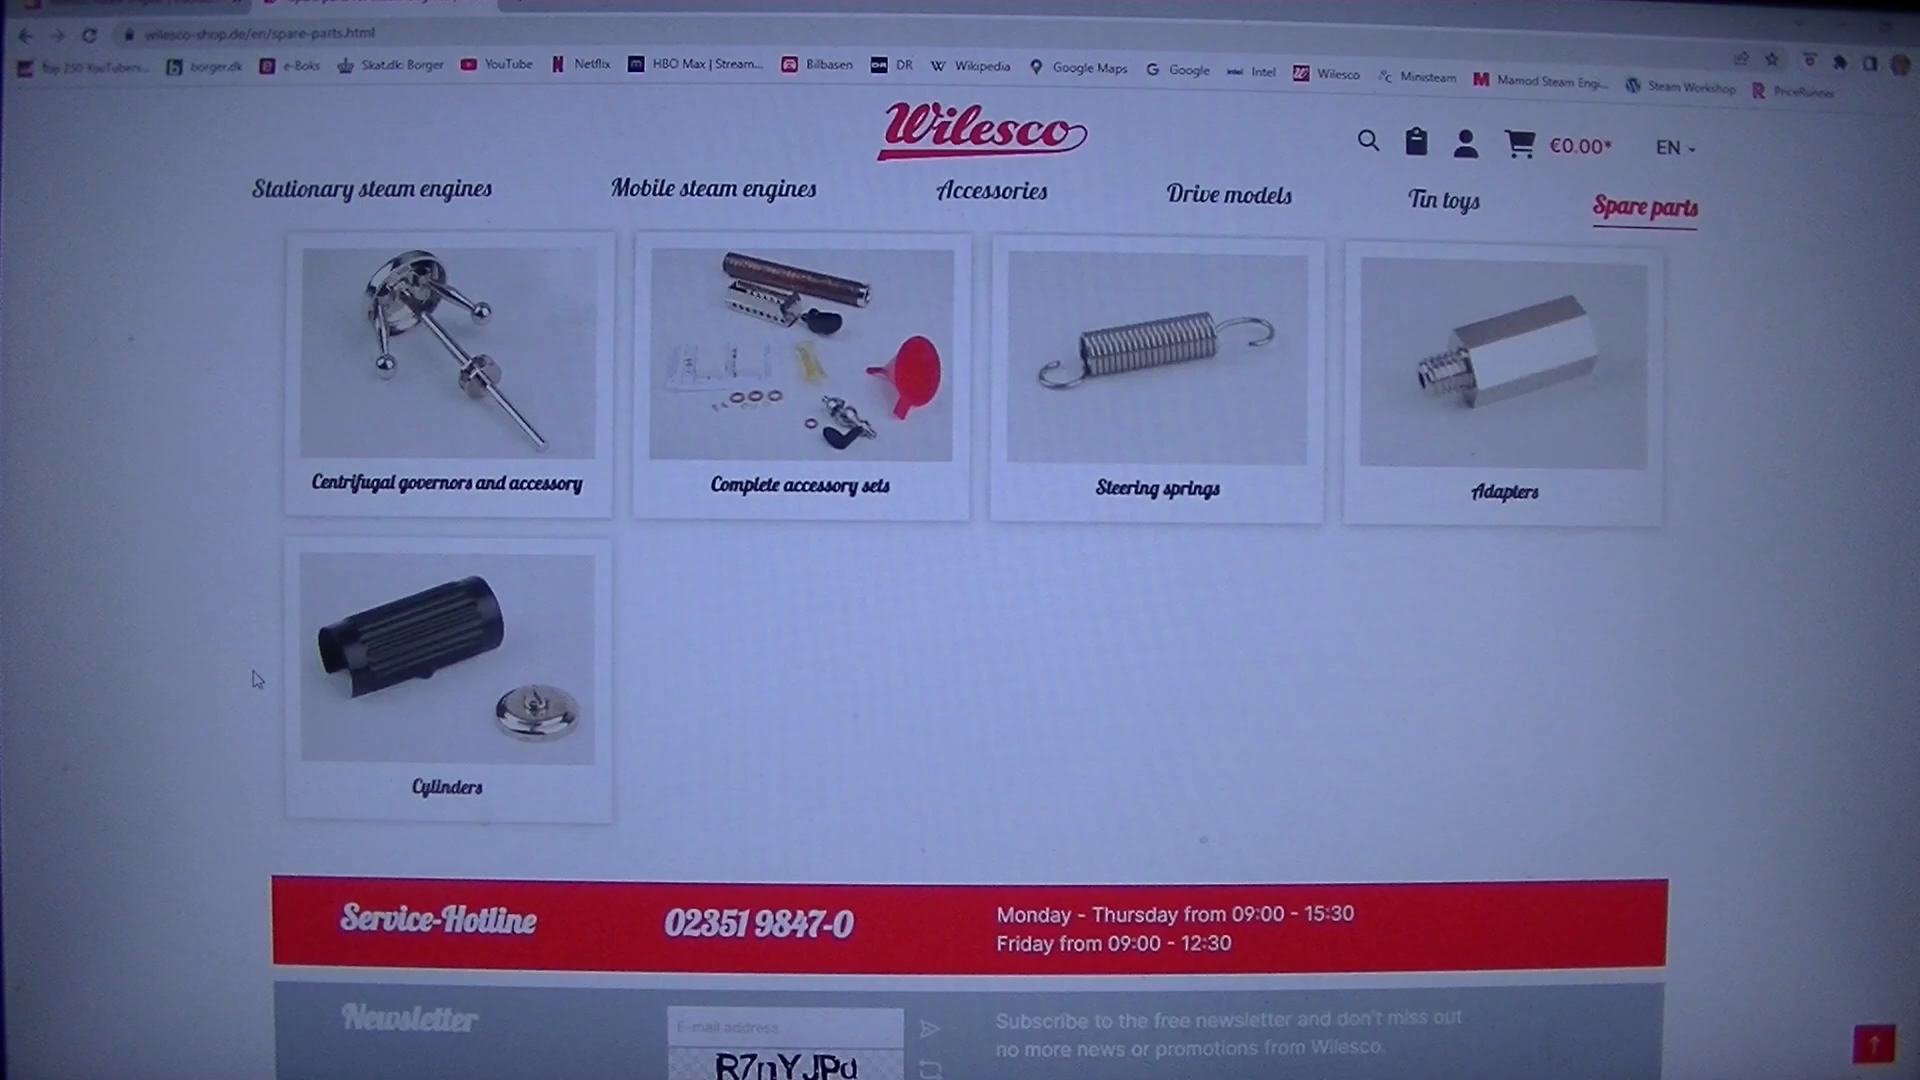 wilesco-shop.de/en/spare-parts.html
Top 250 YouTubers... borger.dk e-Boks Skat.dk: Borger YouTube Netflix HBO Max | Stream... Bilbasen DR Wikipedia Google Maps Google Intel Wilesco Ministeam Mamod Steam Engi... Steam Workshop PriceRunner
Wilesco
€0.00* EN
Stationary steam engines Mobile steam engines Accessories Drive models Tin toys Spare parts
Centrifugal governors and accessory Complete accessory sets Steering springs Adapters
Cylinders
Service-Hotline 02351 9847-0 Monday - Thursday from 09:00 - 15:30
Friday from 09:00 - 12:30
Newsletter E-mail address Subscribe to the free newsletter and don't miss out
no more news or promotions from Wilesco.